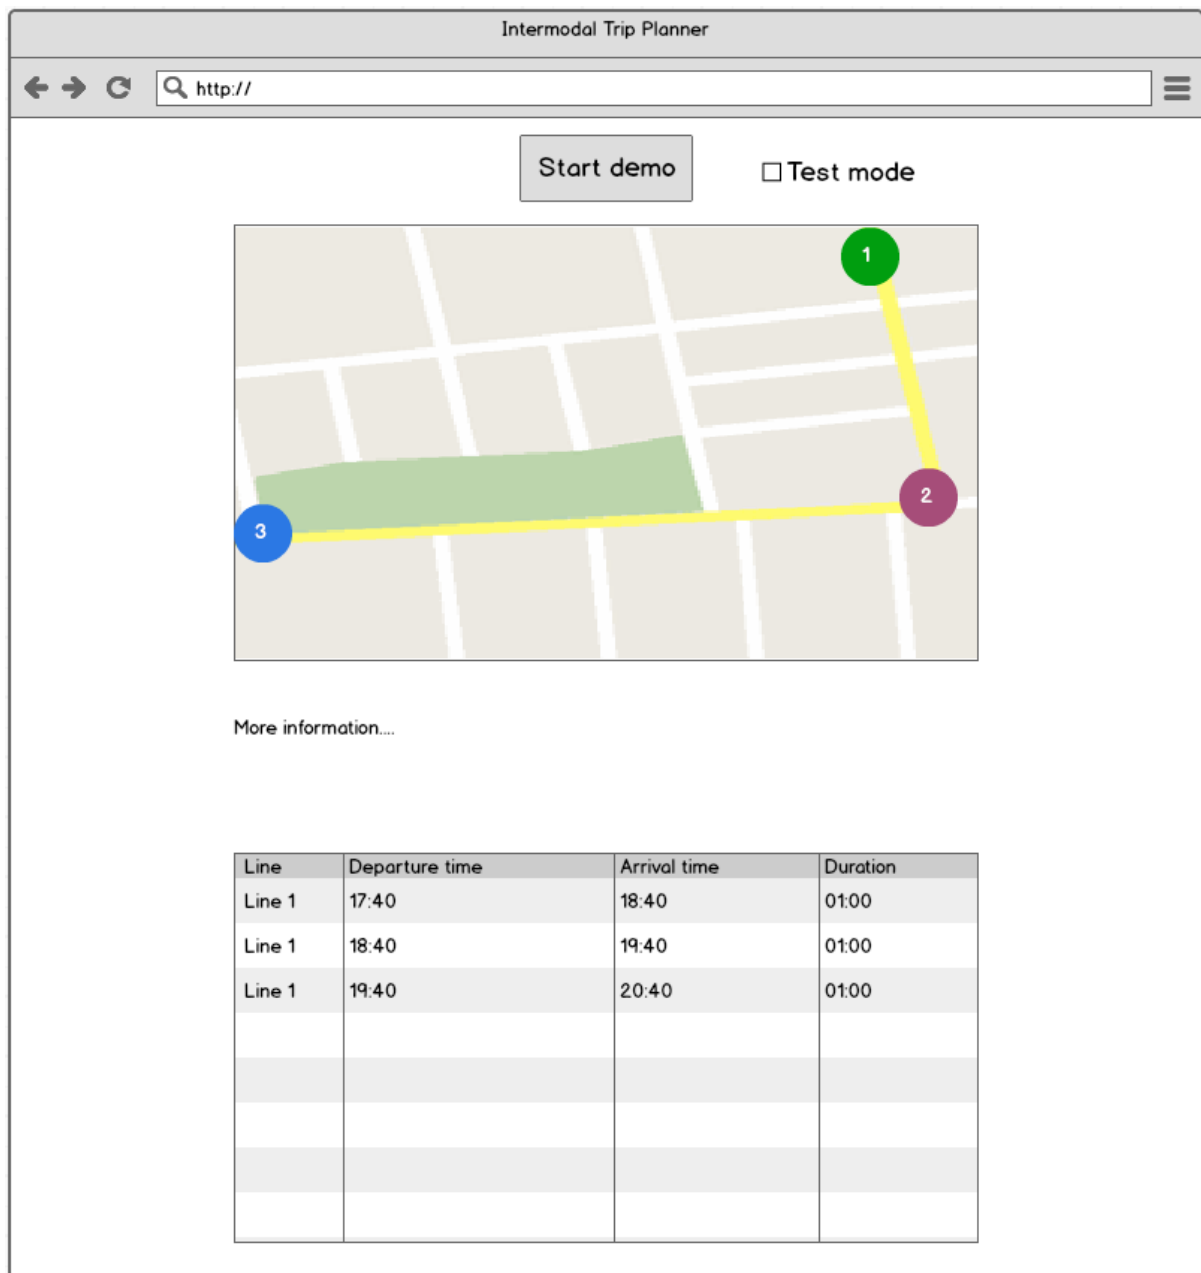 Intermodal Trip Planner
http://
Start demo
Test mode
1
2
3
More information....
Line Departure time Arrival time Duration
Line 1 17:40 18:40 01:00
Line 1 18:40 19:40 01:00
Line 1 19:40 20:40 01:00